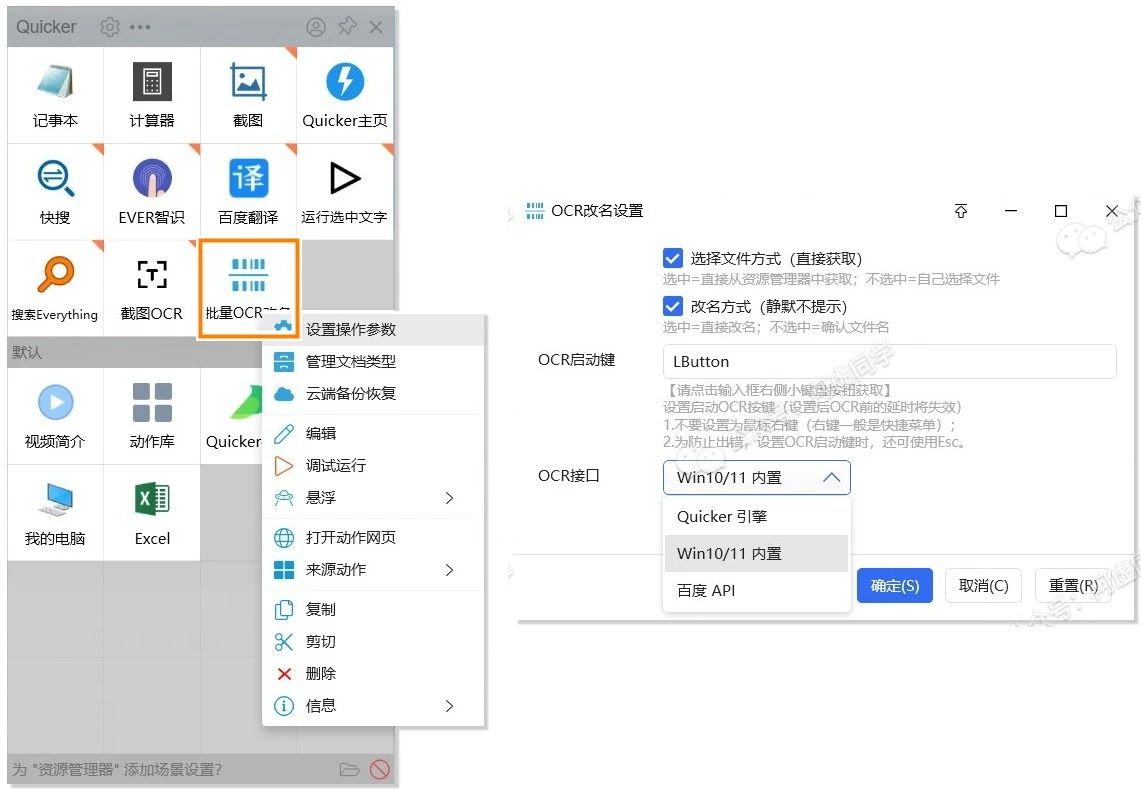 Quicker
记事本
计算器
截图
Quicker主页
快搜
EVER智识
百度翻译
运行选中文字
搜索Everything
截图OCR
批量OCR改名
默认
视频简介
动作库
Quicker
我的电脑
Excel
为 "资源管理器" 添加场景设置?
设置操作参数
管理文档类型
云端备份恢复
编辑
调试运行
悬浮
打开动作网页
来源动作
复制
剪切
删除
信息
OCR改名设置
选择文件方式（直接获取）
选中=直接从资源管理器中获取；不选中=自己选择文件
改名方式（静默不提示）
选中=直接改名；不选中=确认文件名
OCR启动键
LButton
【请点击输入框右侧小键盘按钮获取】
设置启动OCR按键（设置后OCR前的延时将失效）
1.不要设置为鼠标右键（右键一般是快捷菜单）；
2.为防止出错，设置OCR启动键时，还可使用Esc。
OCR接口
Win10/11 内置
Quicker 引擎
Win10/11 内置
百度 API
确定(S)
取消(C)
重置(R)